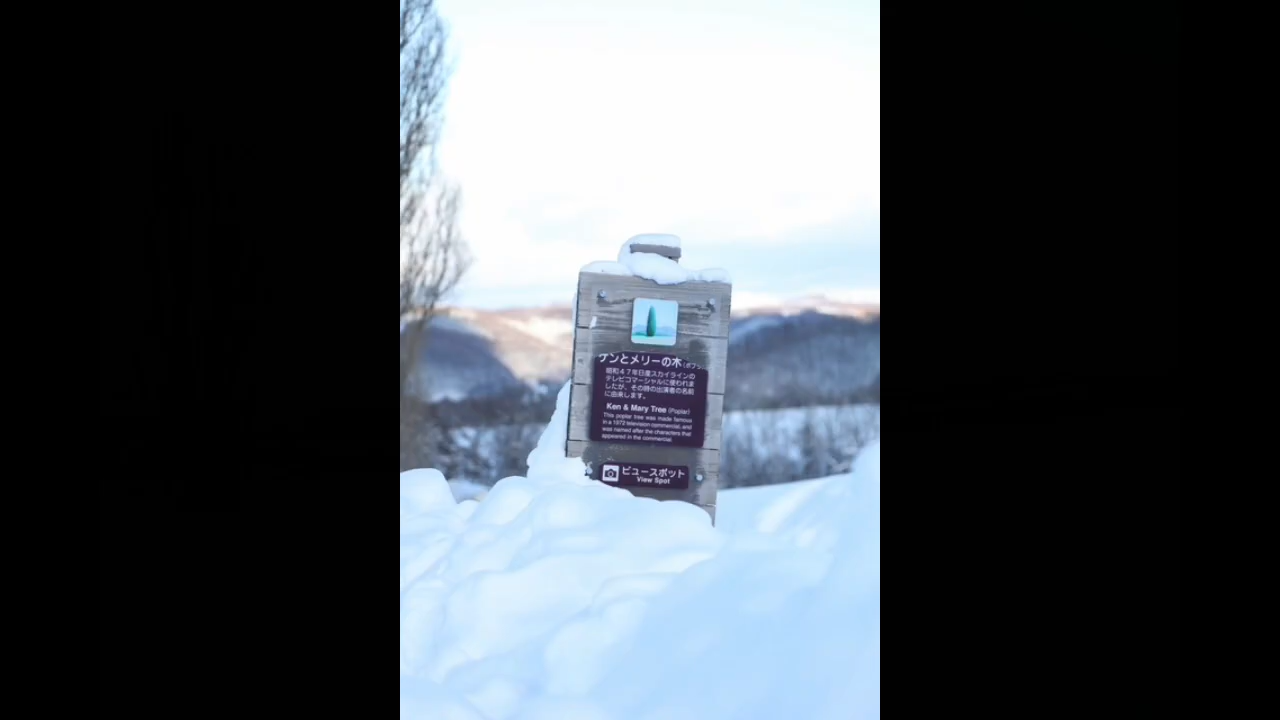 ケンとメリーの木(ポプラ)
昭和47年日産スカイラインの
テレビコマーシャルに使われま
したが、その時の出演者の名前
に由来します。
Ken & Mary Tree (Poplar)
This poplar tree was made famous
in a 1972 television commercial, and
was named after the characters that
appeared in the commercial.
ビュースポット
View Spot